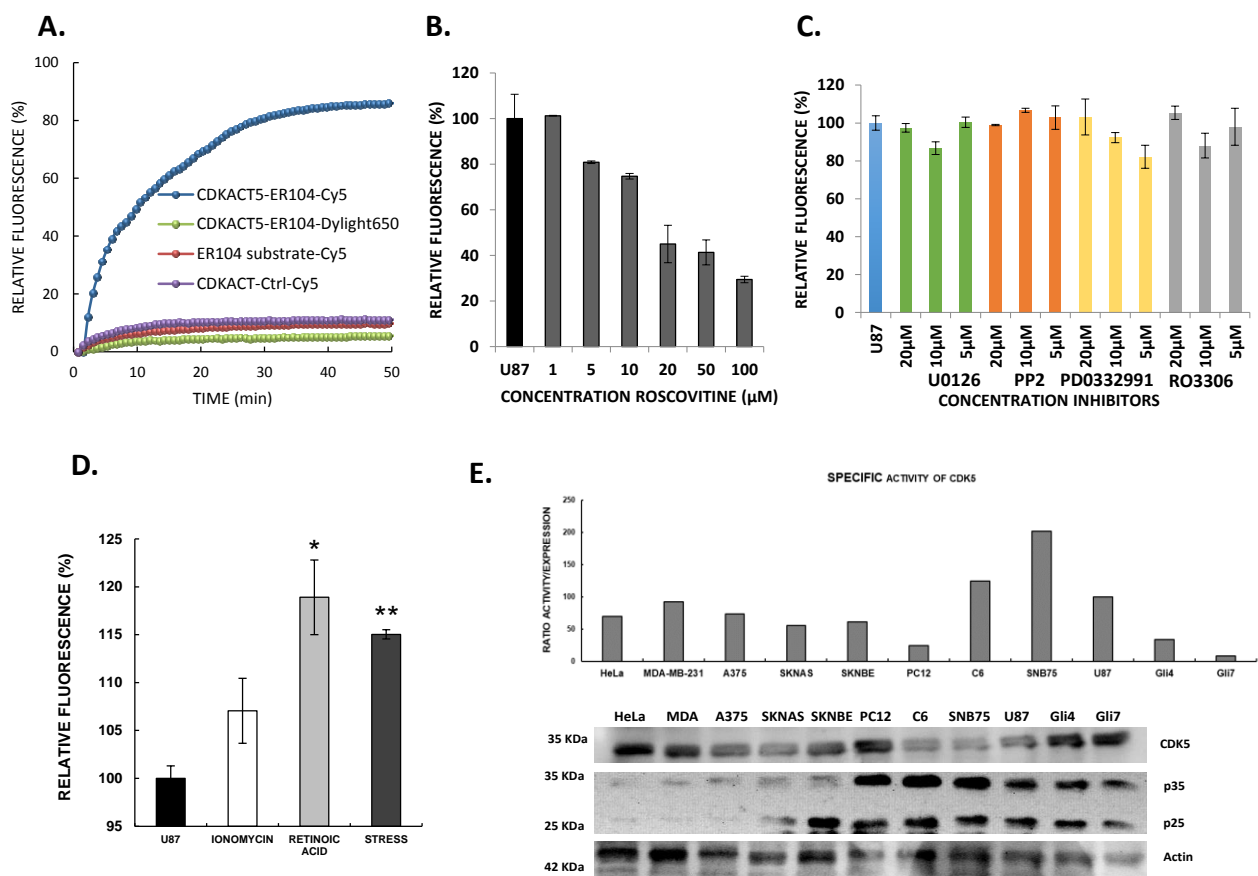 A.
RELATIVE FLUORESCENCE (%)
100
80
60
40
20
0
CDKACT5-ER104-Cy5
CDKACT5-ER104-Dylight650
ER104 substrate-Cy5
CDKACT-Ctrl-Cy5
0 10 20 30 40 50
TIME (min)
B.
RELATIVE FLUORESCENCE (%)
120
100
80
60
40
20
0
U87 1 5 10 20 50 100
CONCENTRATION ROSCOVITINE (µM)
C.
RELATIVE FLUORESCENCE (%)
120
100
80
60
40
20
0
U87 20µM 10µM 5µM 20µM 10µM 5µM 20µM 10µM 5µM 20µM 10µM 5µM
U0126 PP2 PD0332991 RO3306
CONCENTRATION INHIBITORS
D.
RELATIVE FLUORESCENCE (%)
125
120
115
110
105
100
95
* **
U87 IONOMYCIN RETINOIC ACID STRESS
E.
SPECIFIC ACTIVITY OF CDK5
RATIO ACTIVITY/EXPRESSION
250
200
150
100
50
0
HeLa MDA-MB-231 A375 SKNAS SKNBE PC12 C6 SNB75 U87 Gli4 Gli7
HeLa MDA A375 SKNAS SKNBE PC12 C6 SNB75 U87 Gli4 Gli7
35 KDa CDK5
35 KDa p35
25 KDa p25
42 KDa Actin